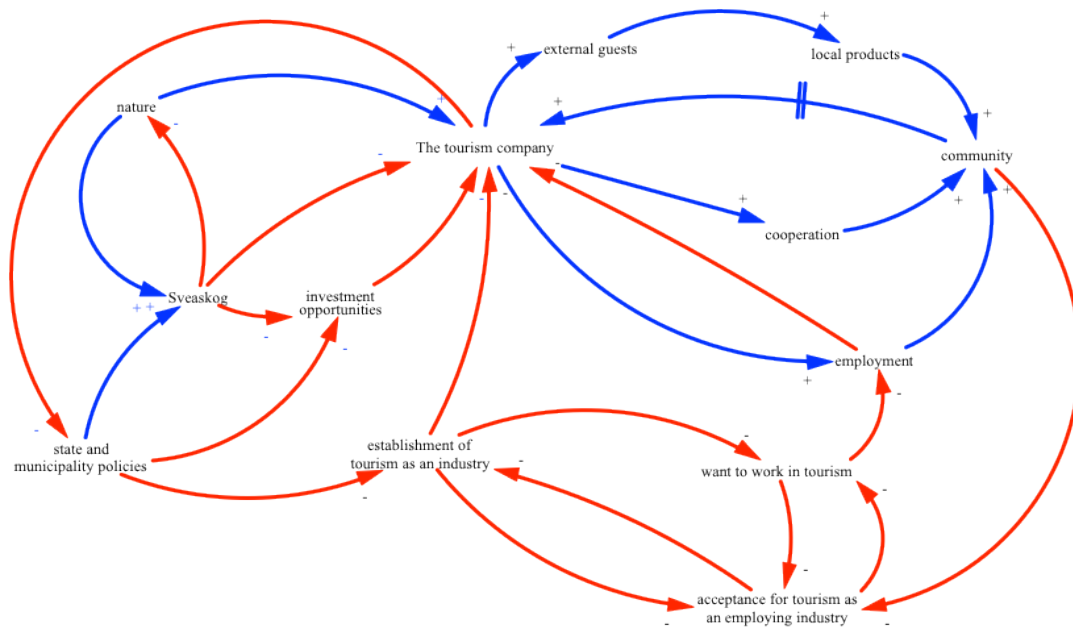 external guests
local products
nature
The tourism company
community
cooperation
Sveaskog
investment
opportunities
employment
state and
municipality policies
establishment of
tourism as an industry
want to work in tourism
acceptance for tourism as
an employing industry